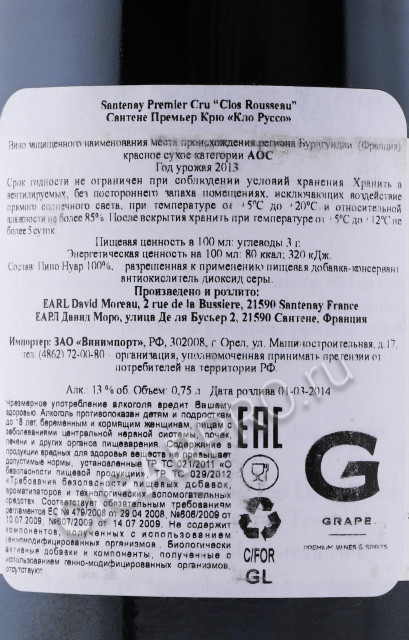 Santenay Premier Cru "Clos Rousseau"
Сантене Премьер Крю «Кло Руссо»
Вино защищенного наименования места происхождения региона Бургундии (Франция)
красное сухое категории АОС
Год урожая 2013
Срок годности не ограничен при соблюдении условий хранения. Хранить в
вентилируемых, без постороннего запаха помещениях, исключающих воздействие
прямого солнечного света, при температуре от +5°С до +20°С и относительной
влажности не более 85%. После вскрытия хранить при температуре от +5°С до +12°С не
более 5 суток.
Пищевая ценность в 100 мл: углеводы 3 г.
Энергетическая ценность на 100 мл: 80 ккал; 320 кДж.
Состав: Пино Нуар 100%, разрешенная к применению пищевая добавка-консервант
антиокислитель диоксид серы.
Произведено и розлито:
EARL David Moreau, 2 rue de la Bussiere, 21590 Santenay France
ЕАРЛ Давид Моро, улица Де ля Бусьер 2, 21590 Сантене, Франция
Импортер: ЗАО «Винимпорт», РФ, 302008, г. Орел, ул. Машиностроительная, д.17,
тел. (4862) 72-00-80 - организация, уполномоченная принимать претензии от
потребителей на территории РФ.
Алк.: 13 % об. Объем: 0,75 л Дата розлива 01-03-2014
Чрезмерное употребление алкоголя вредит Вашему
здоровью. Алкоголь противопоказан детям и подросткам
до 18 лет, беременным и кормящим женщинам, лицам с
заболеваниями центральной нервной системы, почек,
печени и других органов пищеварения. Содержание в
продукции вредных для здоровья веществ не превышает
допустимые нормы, установленные ТР ТС 021/2011 «О
безопасности пищевой продукции», ТР ТС 029/2012
«Требования безопасности пищевых добавок,
ароматизаторов и технологических вспомогательных
средств». Соответствует обязательным требованиям
регламентов ЕС № 479/2008 от 29.04.2008, №606/2009 от
10.07.2009, №607/2009 от 14.07.2009. Не содержит
компонентов, полученных с использованием
генномодифицированных организмов. Биологически
активные добавки и компоненты, полученные с
использованием генно-модифицированных организмов,
отсутствуют.
EAC
C/FOR
GL
G
GRAPE
PREMIUM WINES & SPIRITS